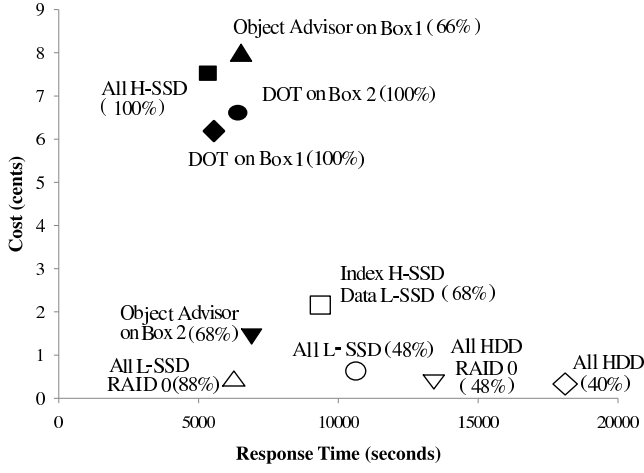 9
8
7
6
5
4
3
2
1
0
Cost (cents)
Object Advisor on Box1 (66%)
All H-SSD
( 100%)
DOT on Box 2 (100%)
DOT on Box1 (100%)
Index H-SSD
Data L-SSD (68%)
Object Advisor
on Box 2 (68%)
All L-SSD
RAID 0(88%)
All L-SSD (48%)
All HDD
RAID 0
( 48%)
All HDD
(40%)
0 5000 10000 15000 20000
Response Time (seconds)